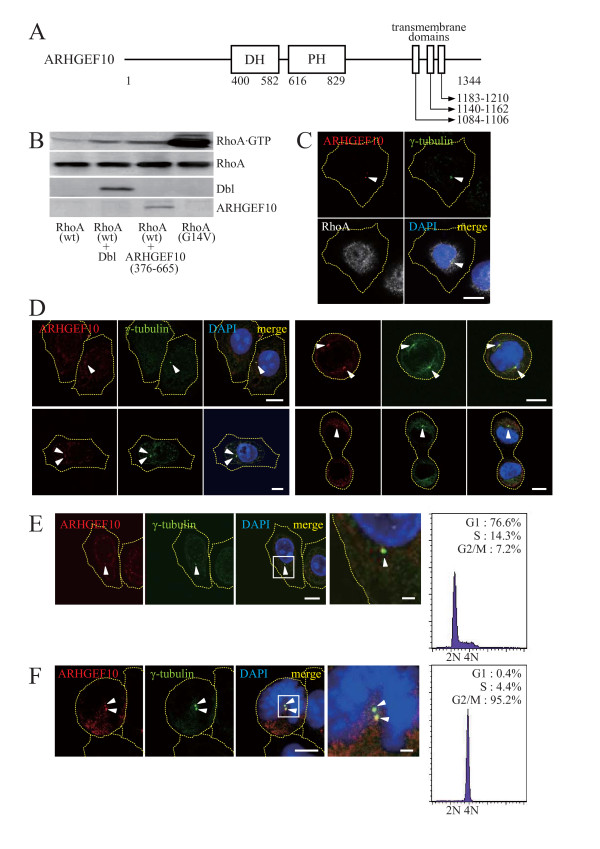 A
ARHGEF10
transmembrane
domains
DH
PH
1
400
582
616
829
1344
1183-1210
1140-1162
1084-1106
B
RhoA·GTP
RhoA
Dbl
ARHGEF10
RhoA
(wt)
RhoA
(wt)
+
Dbl
RhoA
(wt)
+
ARHGEF10
(376-665)
RhoA
(G14V)
C
ARHGEF10
γ-tubulin
RhoA
DAPI
merge
D
ARHGEF10
γ-tubulin
DAPI
merge
E
ARHGEF10
γ-tubulin
DAPI
merge
G1 : 76.6%
S : 14.3%
G2/M : 7.2%
2N 4N
F
ARHGEF10
γ-tubulin
DAPI
merge
G1 : 0.4%
S : 4.4%
G2/M : 95.2%
2N 4N